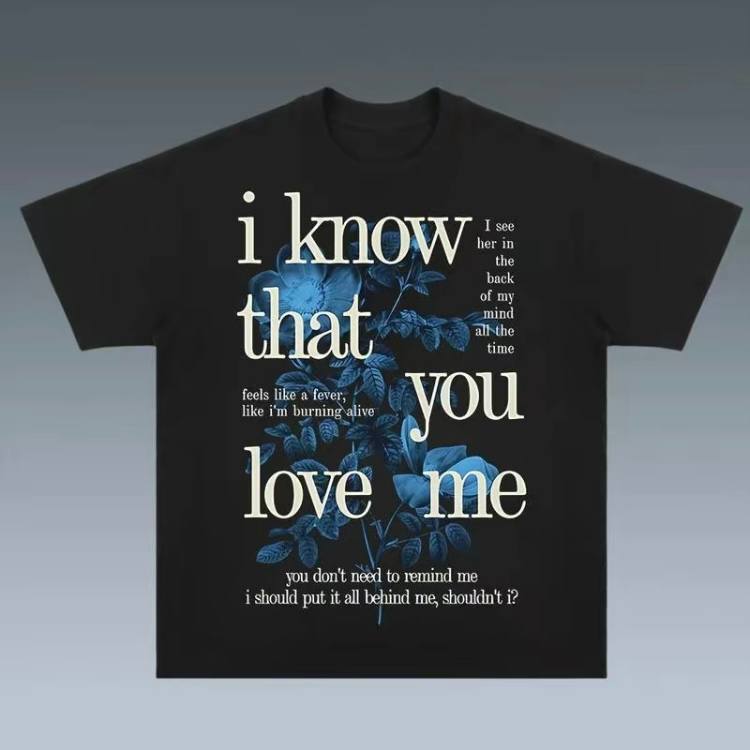 i know
I see
her in
the
back
of my
mind
all the
time
that
you
feels like a fever,
like i'm burning alive
love me
you don't need to remind me
i should put it all behind me, shouldn't i?